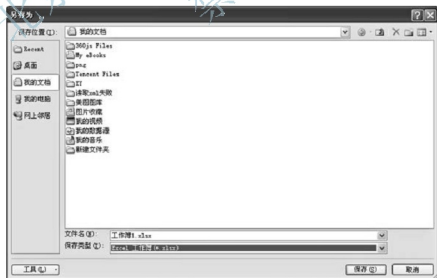 另存为
保存位置(I):
我的文档
Recent
桌面
我的文档
我的电脑
网上邻居
360js Files
My eBooks
png
Tencent Files
读取xml失败
美图图库
图片收藏
我的视频
我的数据源
我的音乐
新建文件夹
文件名(N): 工作簿1.xlsx
保存类型(T): Excel 工作簿(*.xlsx)
工具(L)
保存(S)
取消